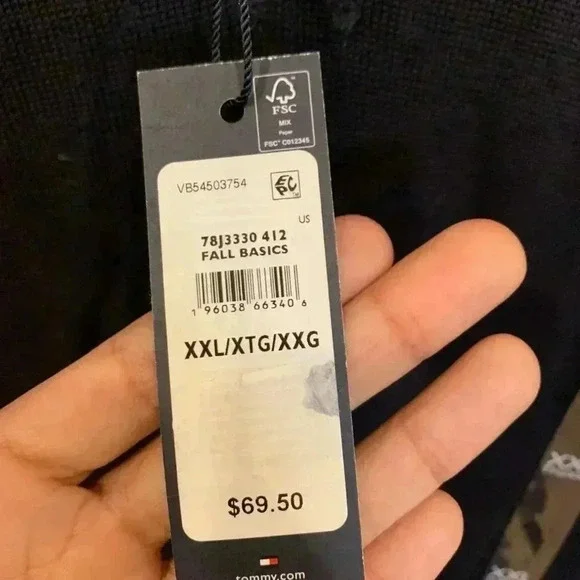 FSC
MIX
Paper
FSC® C012345
VB54503754
EPC™
US
78J3330 412
FALL BASICS
1 96038 66340 6
XXL/XTG/XXG
$69.50
tommy.com